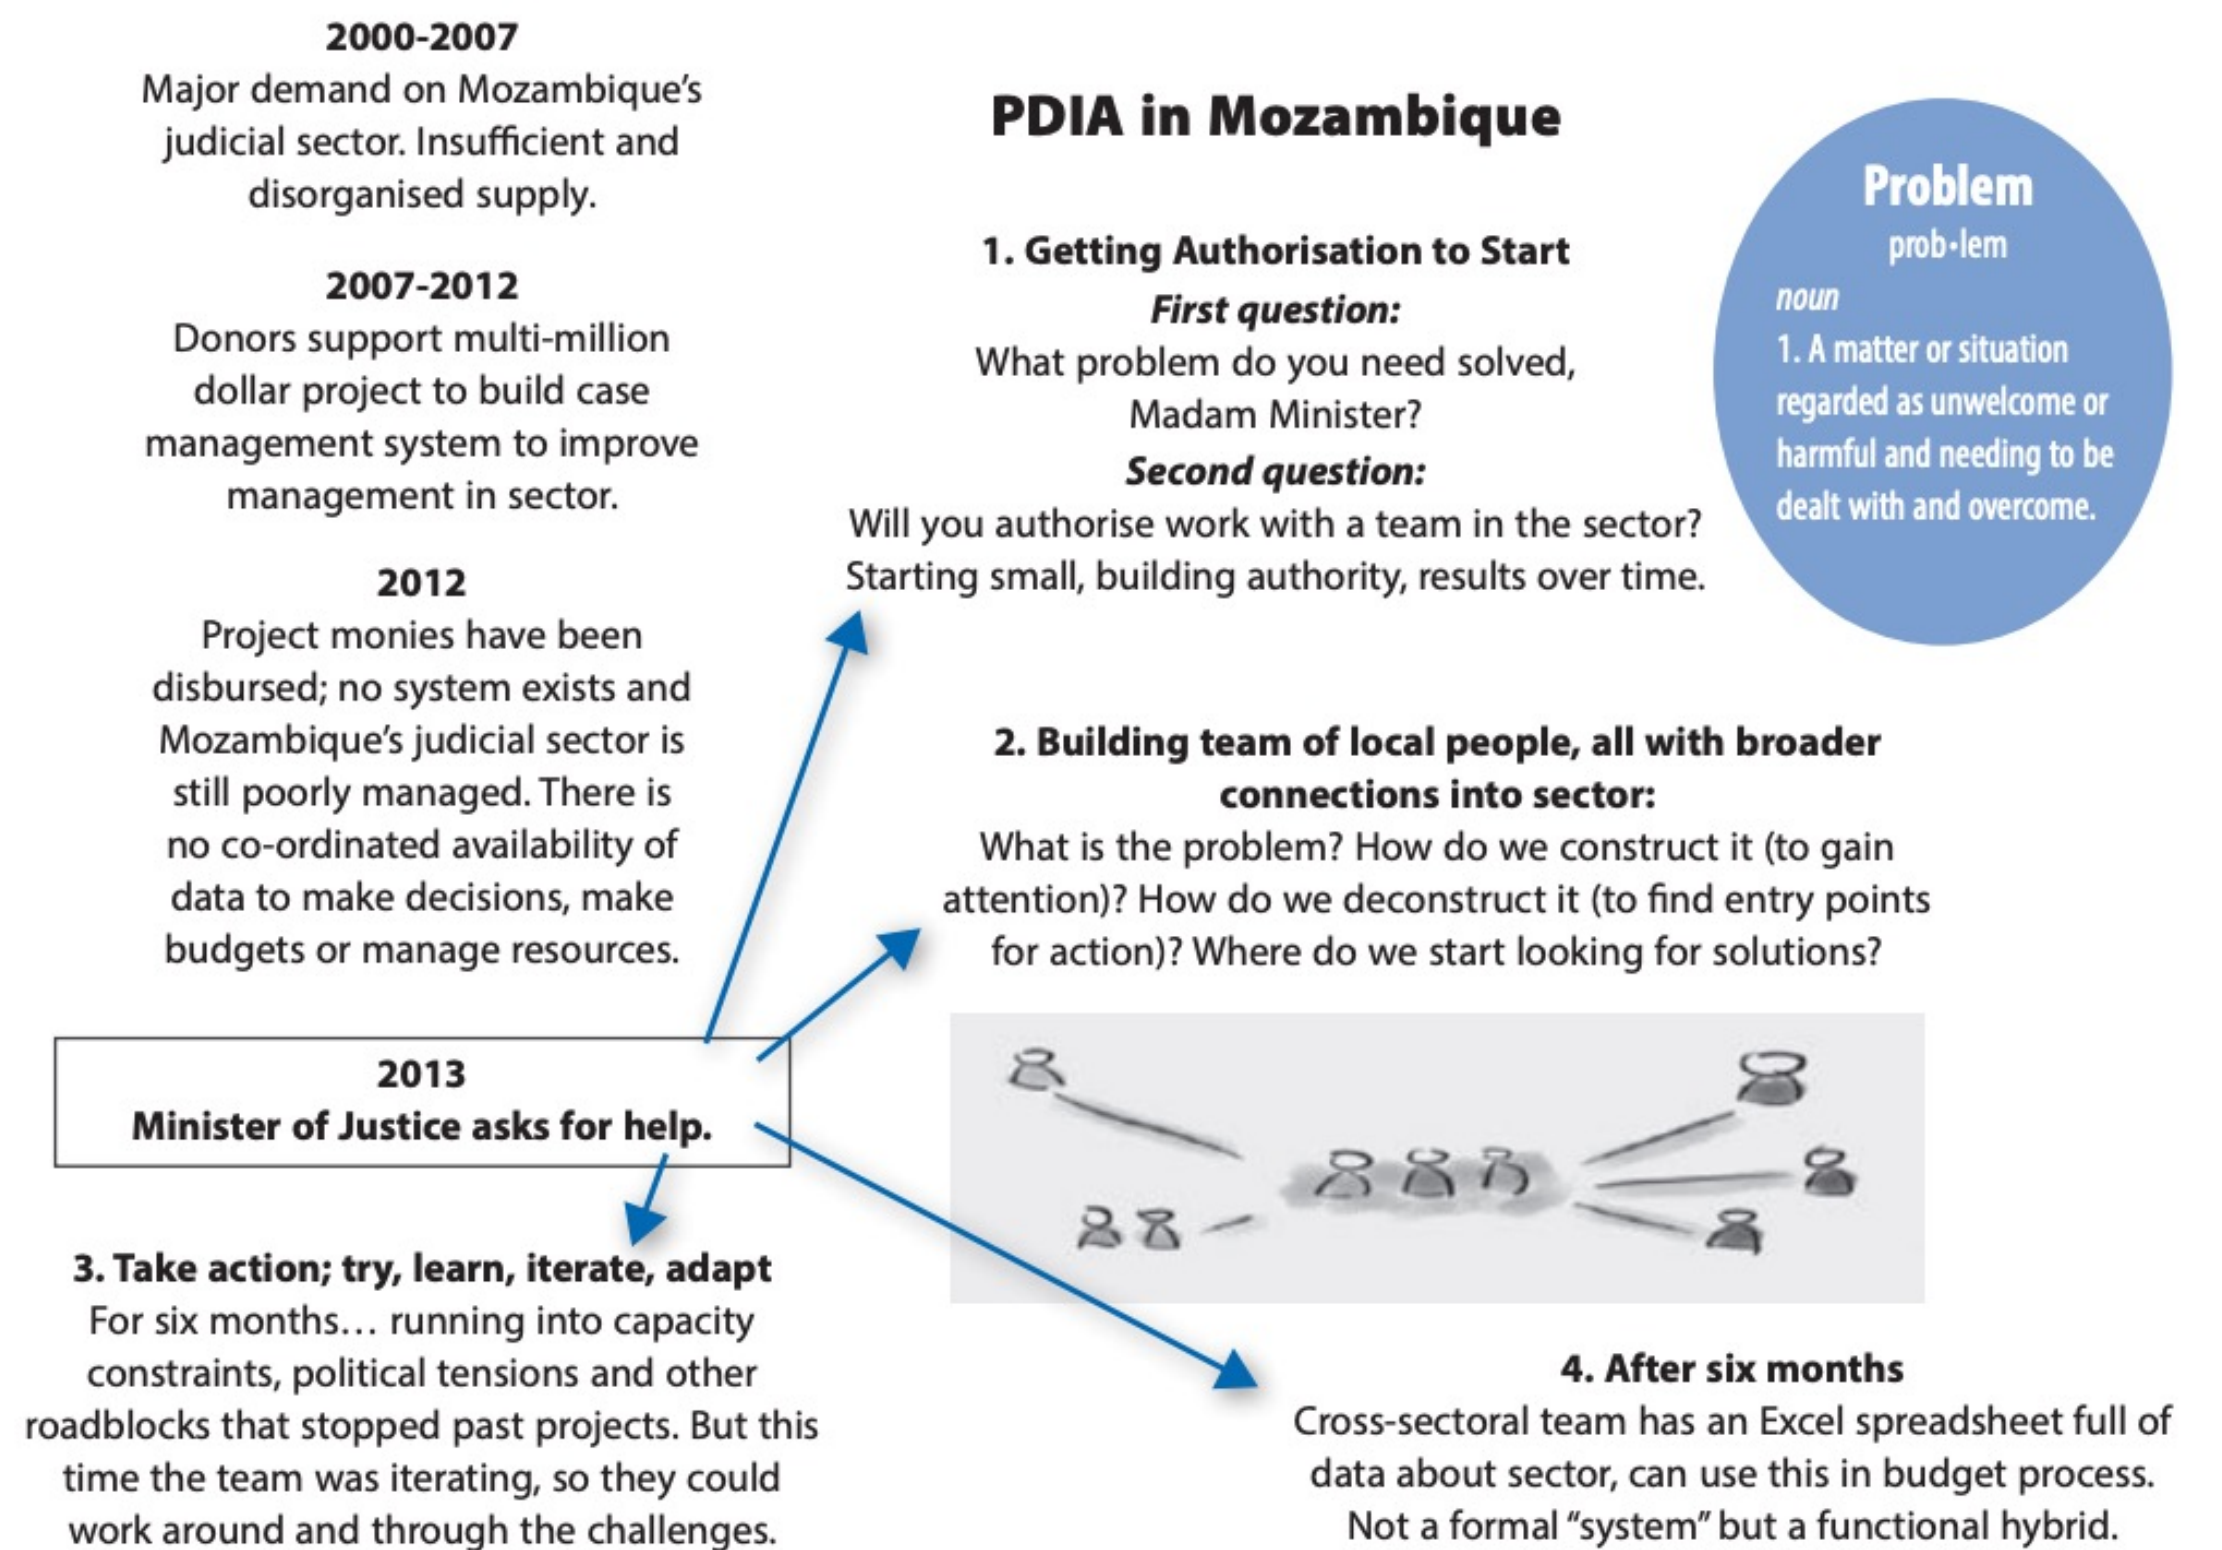 2000-2007
Major demand on Mozambique’s
judicial sector. Insufficient and
disorganised supply.
2007-2012
Donors support multi-million
dollar project to build case
management system to improve
management in sector.
2012
Project monies have been
disbursed; no system exists and
Mozambique’s judicial sector is
still poorly managed. There is
no co-ordinated availability of
data to make decisions, make
budgets or manage resources.
2013
Minister of Justice asks for help.
PDIA in Mozambique
1. Getting Authorisation to Start
First question:
What problem do you need solved,
Madam Minister?
Second question:
Will you authorise work with a team in the sector?
Starting small, building authority, results over time.
Problem
prob•lem
noun
1. A matter or situation
regarded as unwelcome or
harmful and needing to be
dealt with and overcome.
2. Building team of local people, all with broader
connections into sector:
What is the problem? How do we construct it (to gain
attention)? How do we deconstruct it (to find entry points
for action)? Where do we start looking for solutions?
3. Take action; try, learn, iterate, adapt
For six months… running into capacity
constraints, political tensions and other
roadblocks that stopped past projects. But this
time the team was iterating, so they could
work around and through the challenges.
4. After six months
Cross-sectoral team has an Excel spreadsheet full of
data about sector, can use this in budget process.
Not a formal “system” but a functional hybrid.